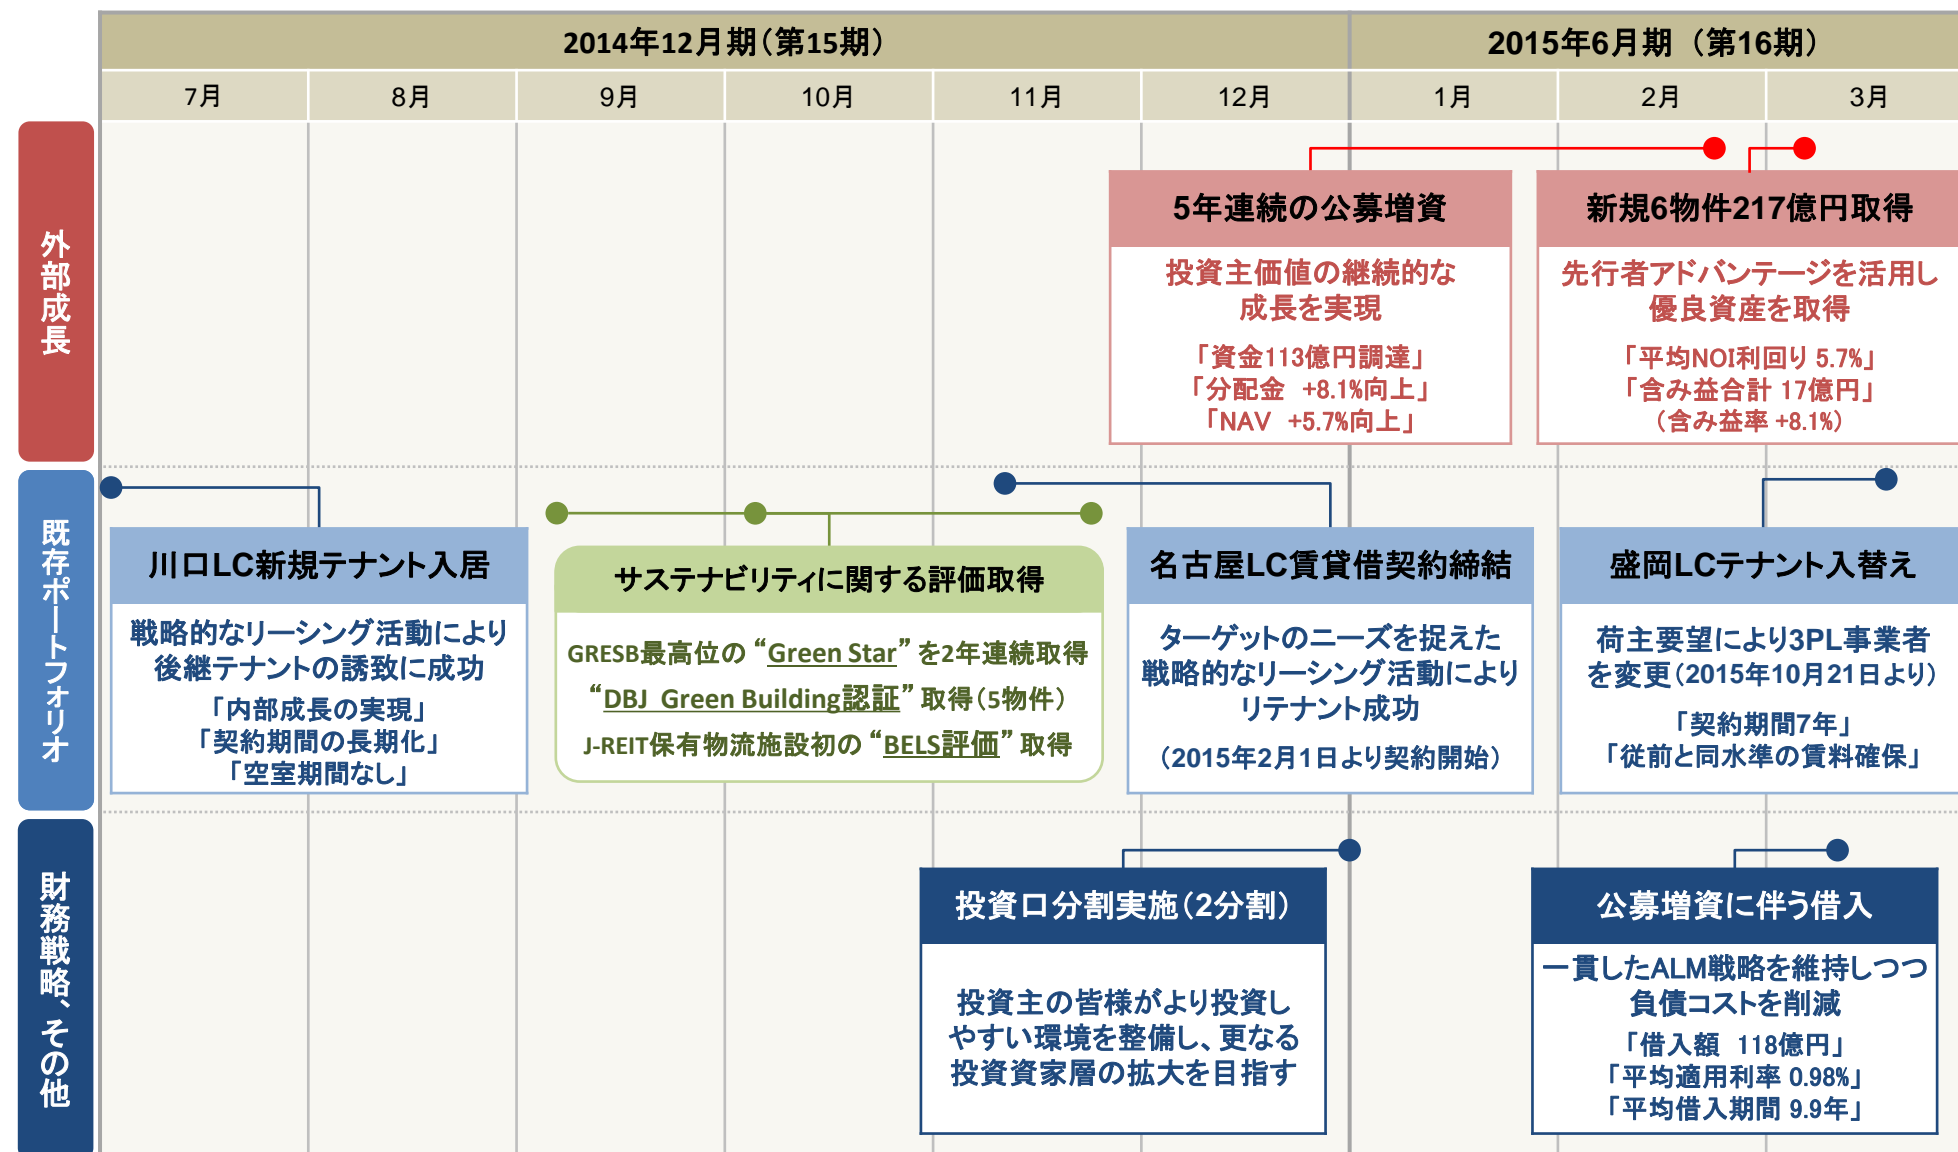 2014年12月期（第15期）
2015年6月期 （第16期）
7月
8月
9月
10月
11月
12月
1月
2月
3月
外部成長
5年連続の公募増資
投資主価値の継続的な
成長を実現
「資金113億円調達」
「分配金 +8.1%向上」
「NAV +5.7%向上」
新規6物件217億円取得
先行者アドバンテージを活用し
優良資産を取得
「平均NOI利回り 5.7%」
「含み益合計 17億円」
（含み益率 +8.1%）
既存ポートフォリオ
川口LC新規テナント入居
戦略的なリーシング活動により
後継テナントの誘致に成功
「内部成長の実現」
「契約期間の長期化」
「空室期間なし」
サステナビリティに関する評価取得
GRESB最高位の “Green Star” を2年連続取得
“DBJ Green Building認証” 取得（5物件）
J-REIT保有物流施設初の “BELS評価” 取得
名古屋LC賃貸借契約締結
ターゲットのニーズを捉えた
戦略的なリーシング活動により
リテナント成功
（2015年2月1日より契約開始）
盛岡LCテナント入替え
荷主要望により3PL事業者
を変更（2015年10月21日より）
「契約期間7年」
「従前と同水準の賃料確保」
財務戦略、その他
投資口分割実施（2分割）
投資主の皆様がより投資し
やすい環境を整備し、更なる
投資資家層の拡大を目指す
公募増資に伴う借入
一貫したALM戦略を維持しつつ
負債コストを削減
「借入額 118億円」
「平均適用利率 0.98%」
「平均借入期間 9.9年」